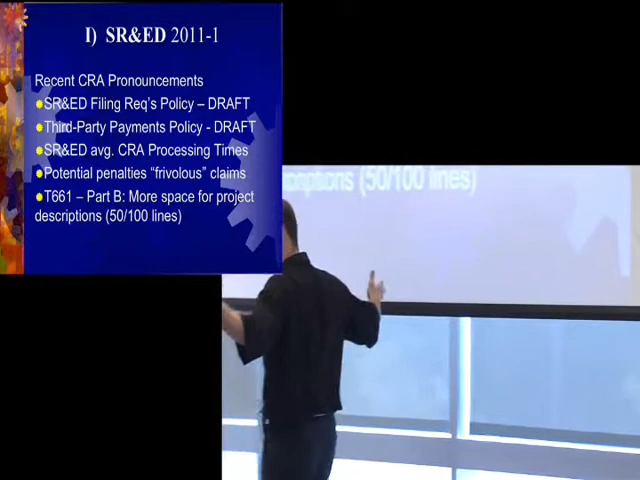 I) SR&ED 2011-1
Recent CRA Pronouncements
SR&ED Filing Req's Policy – DRAFT
Third-Party Payments Policy - DRAFT
SR&ED avg. CRA Processing Times
Potential penalties “frivolous” claims
T661 – Part B: More space for project
descriptions (50/100 lines)
(50/100 lines)